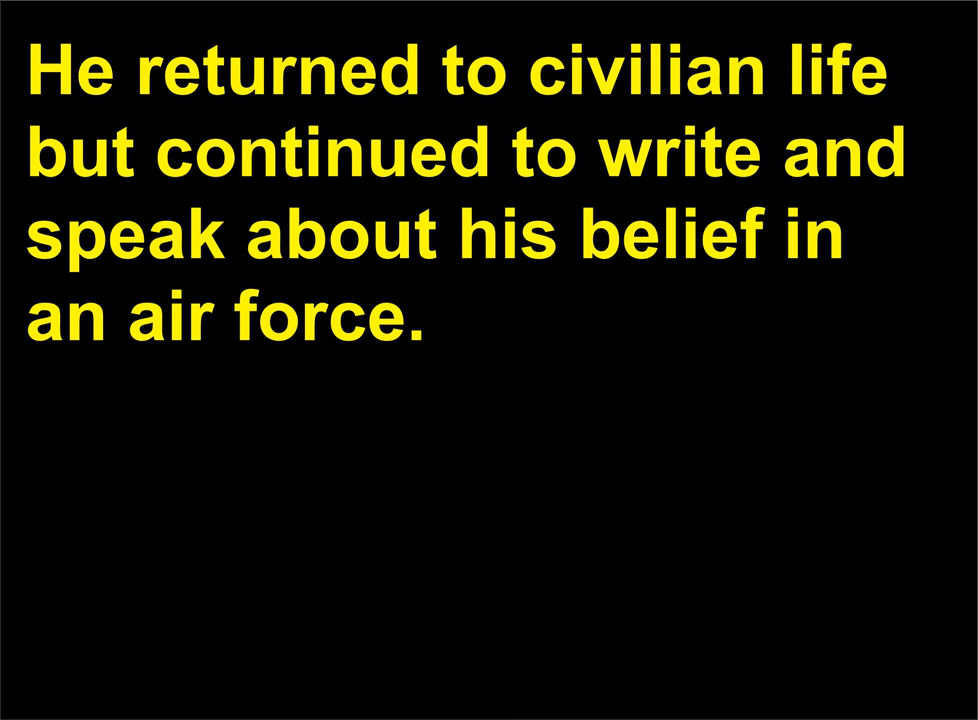 He returned to civilian life
but continued to write and
speak about his belief in
an air force.